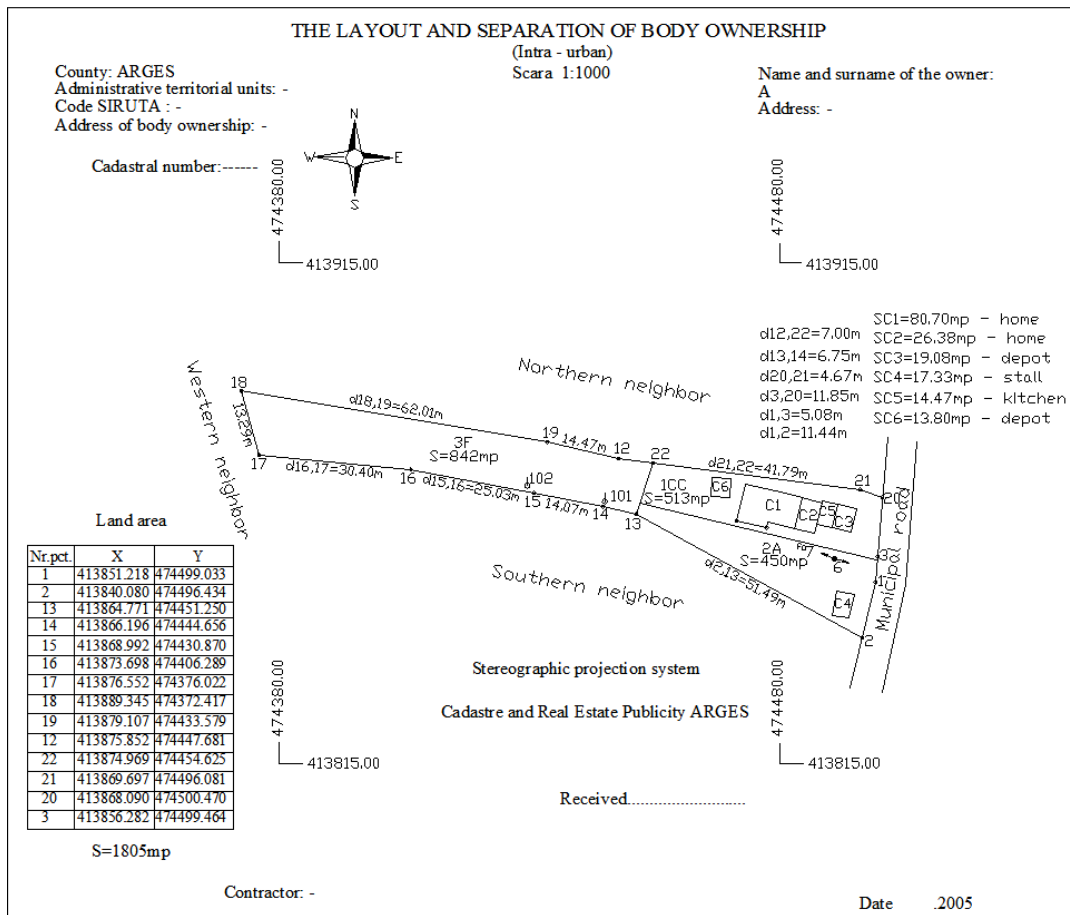 THE LAYOUT AND SEPARATION OF BODY OWNERSHIP
(Intra - urban)
Scara 1:1000
County: ARGES
Administrative territorial units: -
Code SIRUTA : -
Address of body ownership: -
Cadastral number:------
Name and surname of the owner:
A
Address: -
N
W
E
S
474380.00
413915.00
474480.00
413915.00
d12,22=7.00m
d13,14=6.75m
d20,21=4.67m
d3,20=11.85m
d1,3=5.08m
d1,2=11.44m
SC1=80.70mp - home
SC2=26.38mp - home
SC3=19.08mp - depot
SC4=17.33mp - stall
SC5=14.47mp - kitchen
SC6=13.80mp - depot
Northern neighbor
Western neighbor
Southern neighbor
Municipal road
18
d18,19=62.01m
13.29m
17
d16,17=30.40m
16
d15,16=25.03m
3F
S=842mp
19
14.47m
12
22
102
15
14.07m
101
14
13
1CC
S=513mp
C6
d21,22=41.79m
21
20
C1
C2
C5
C3
2A
S=450mp
6
3
1
C4
d2,13=51.49m
2
Land area
Nr.pct. X Y
1 413851.218 474499.033
2 413840.080 474496.434
13 413864.771 474451.250
14 413866.196 474444.656
15 413868.992 474430.870
16 413873.698 474406.289
17 413876.552 474376.022
18 413889.345 474372.417
19 413879.107 474433.579
12 413875.852 474447.681
22 413874.969 474454.625
21 413869.697 474496.081
20 413868.090 474500.470
3 413856.282 474499.464
S=1805mp
Stereographic projection system
Cadastre and Real Estate Publicity ARGES
474380.00
413815.00
474480.00
413815.00
Received..........................
Contractor: -
Date .2005